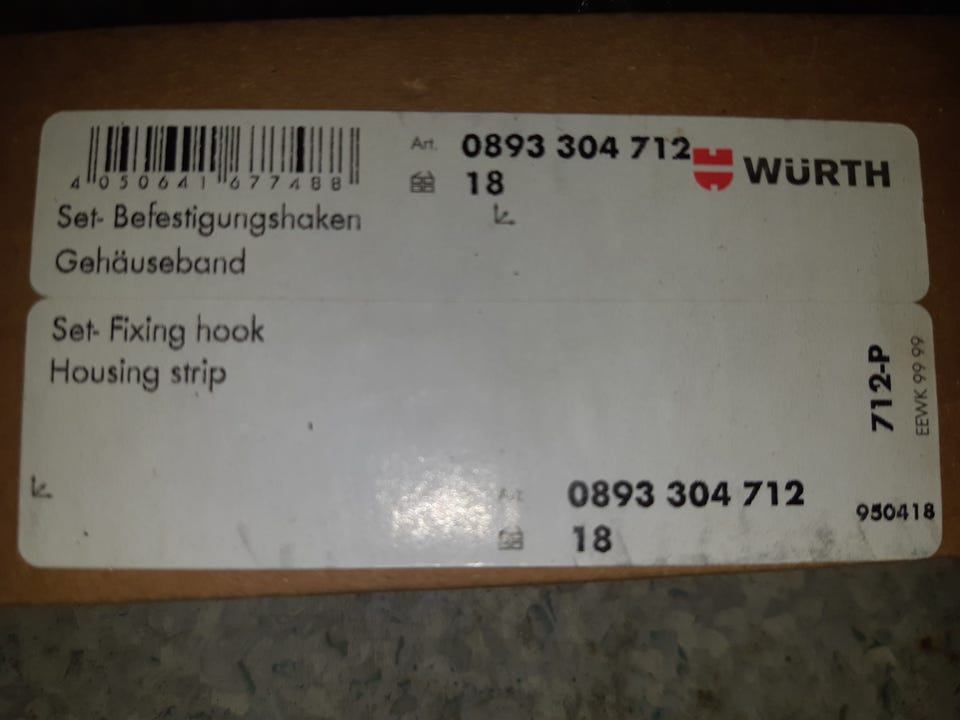 Art. 0893 304 712
WÜRTH
18
4 050641 677488
Set- Befestigungshaken
Gehäuseband
Set- Fixing hook
Housing strip
712-P
EEWK 99 99
Art. 0893 304 712
18
950418